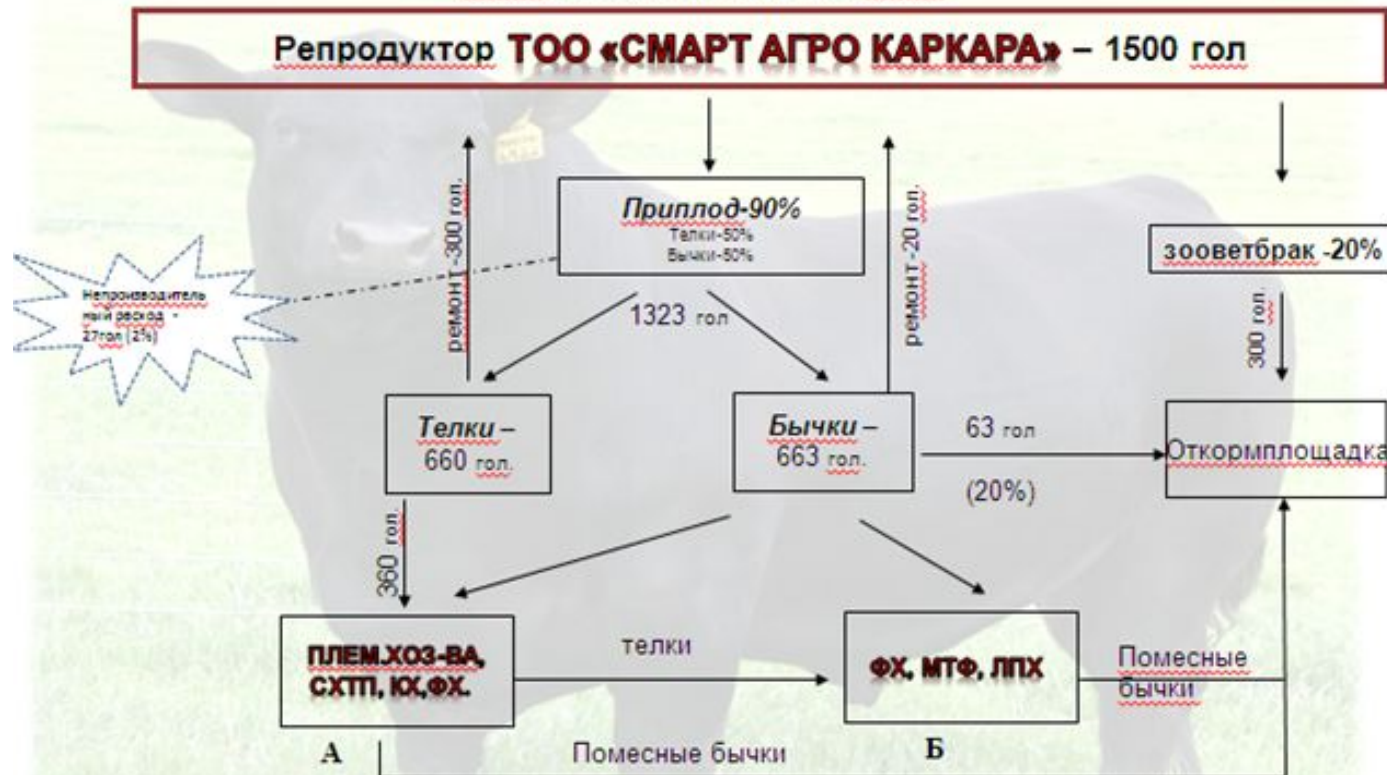 Репродуктор ТОО «СМАРТ АГРО КАРКАРА» – 1500 гол
Приплод-90%
Телки-50%
Бычки-50%
зооветбрак -20%
Непроизводитель
ный расход -
27гол (2%)
ремонт -300 гол.
ремонт -20 гол.
1323 гол
300 гол.
Телки –
660 гол.
Бычки –
663 гол.
63 гол
(20%)
Откормплощадка
360 гол.
ПЛЕМ.ХОЗ-ВА,
СХТП, КХ,ФХ.
телки
ФХ, МТФ, ЛПХ
Помесные
бычки
А
Помесные бычки
Б